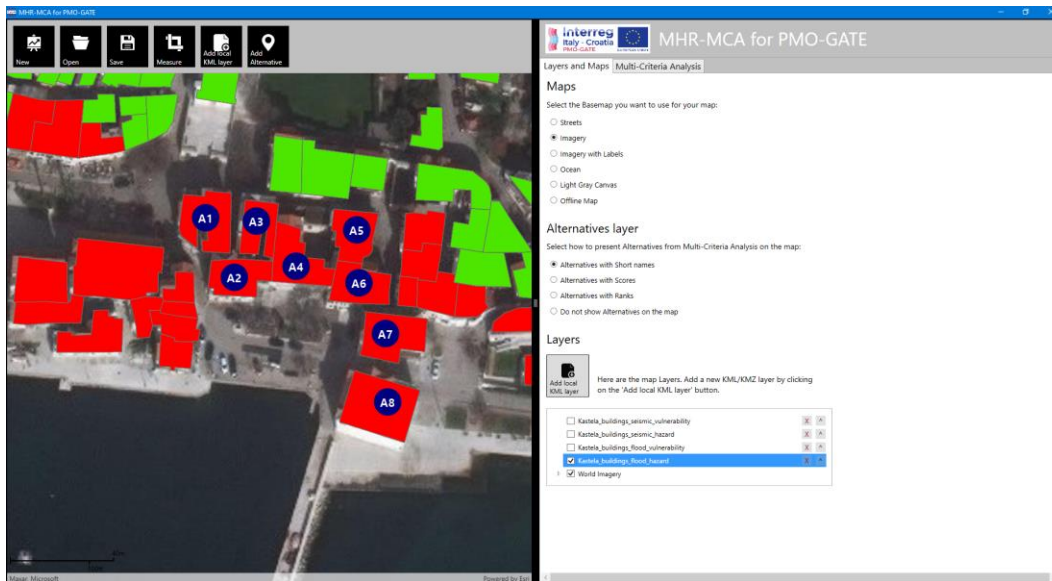 MHR-MCA for PMO-GATE
New
Open
Save
Measure
Add local
KML layer
Add
Alternative
A1
A3
A5
A2
A4
A6
A7
A8
Maxar, Microsoft
Powered by Esri
Interreg
Italy - Croatia
PMO-GATE
MHR-MCA for PMO-GATE
Layers and Maps
Multi-Criteria Analysis
Maps
Select the Basemap you want to use for your map:
Streets
Imagery
Imagery with Labels
Ocean
Light Gray Canvas
Offline Map
Alternatives layer
Select how to present Alternatives from Multi-Criteria Analysis on the map:
Alternatives with Short names
Alternatives with Scores
Alternatives with Ranks
Do not show Alternatives on the map
Layers
Add local
KML layer
Here are the map Layers. Add a new KML/KMZ layer by clicking
on the 'Add local KML layer' button.
Kastela_buildings_seismic_vulnerability X ^
Kastela_buildings_seismic_hazard X ^
Kastela_buildings_flood_vulnerability X ^
Kastela_buildings_flood_hazard X ^
World Imagery